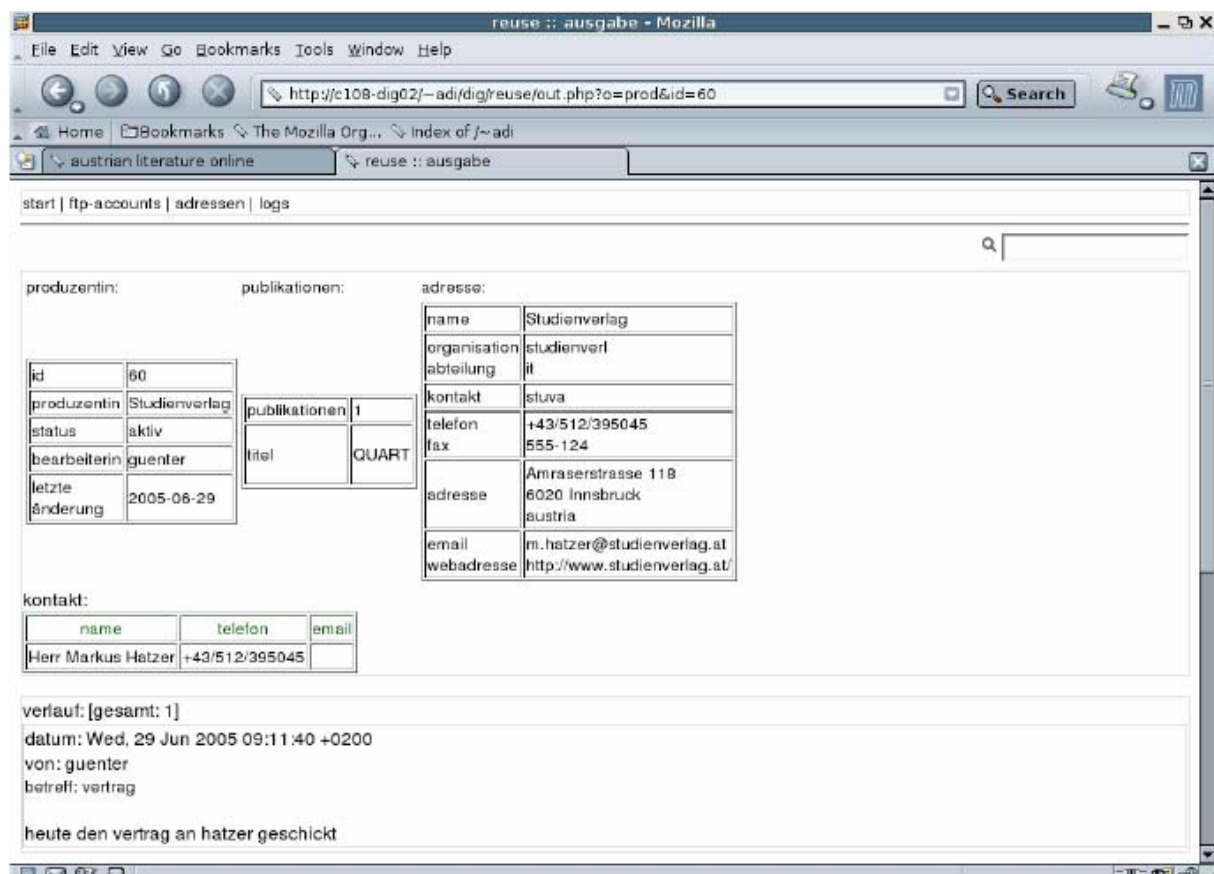 reuse :: ausgabe - Mozilla
File Edit View Go Bookmarks Tools Window Help
http://c108-dig02/~adi/dig/reuse/out.php?o=prod&id=60
Search
Home Bookmarks The Mozilla Org... Index of /~adi
austrian literature online
reuse :: ausgabe
start | ftp-accounts | adressen | logs
produzentin:
id 60
produzentin Studienverlag
status aktiv
bearbeiterin guenter
letzte
änderung
2005-06-29
publikationen:
publikationen 1
titel QUART
adresse:
name Studienverlag
organisation studienverl
abteilung it
kontakt stuva
telefon +43/512/395045
fax 555-124
adresse
Amraserstrasse 118
6020 Innsbruck
austria
email m.hatzer@studienverlag.at
webadresse http://www.studienverlag.at/
kontakt:
name telefon email
Herr Markus Hatzer +43/512/395045
verlauf: [gesamt: 1]
datum: Wed, 29 Jun 2005 09:11:40 +0200
von: guenter
betreff: vertrag
heute den vertrag an hatzer geschickt